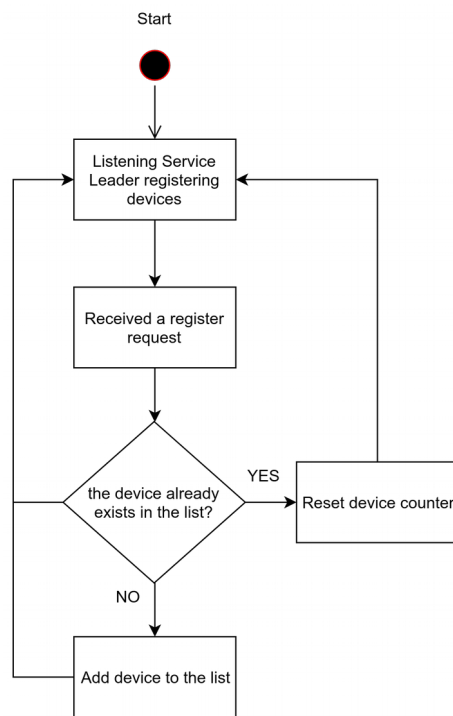 Start
Listening Service
Leader registering
devices
Received a register
request
the device already
exists in the list?
YES
Reset device counter
NO
Add device to the list